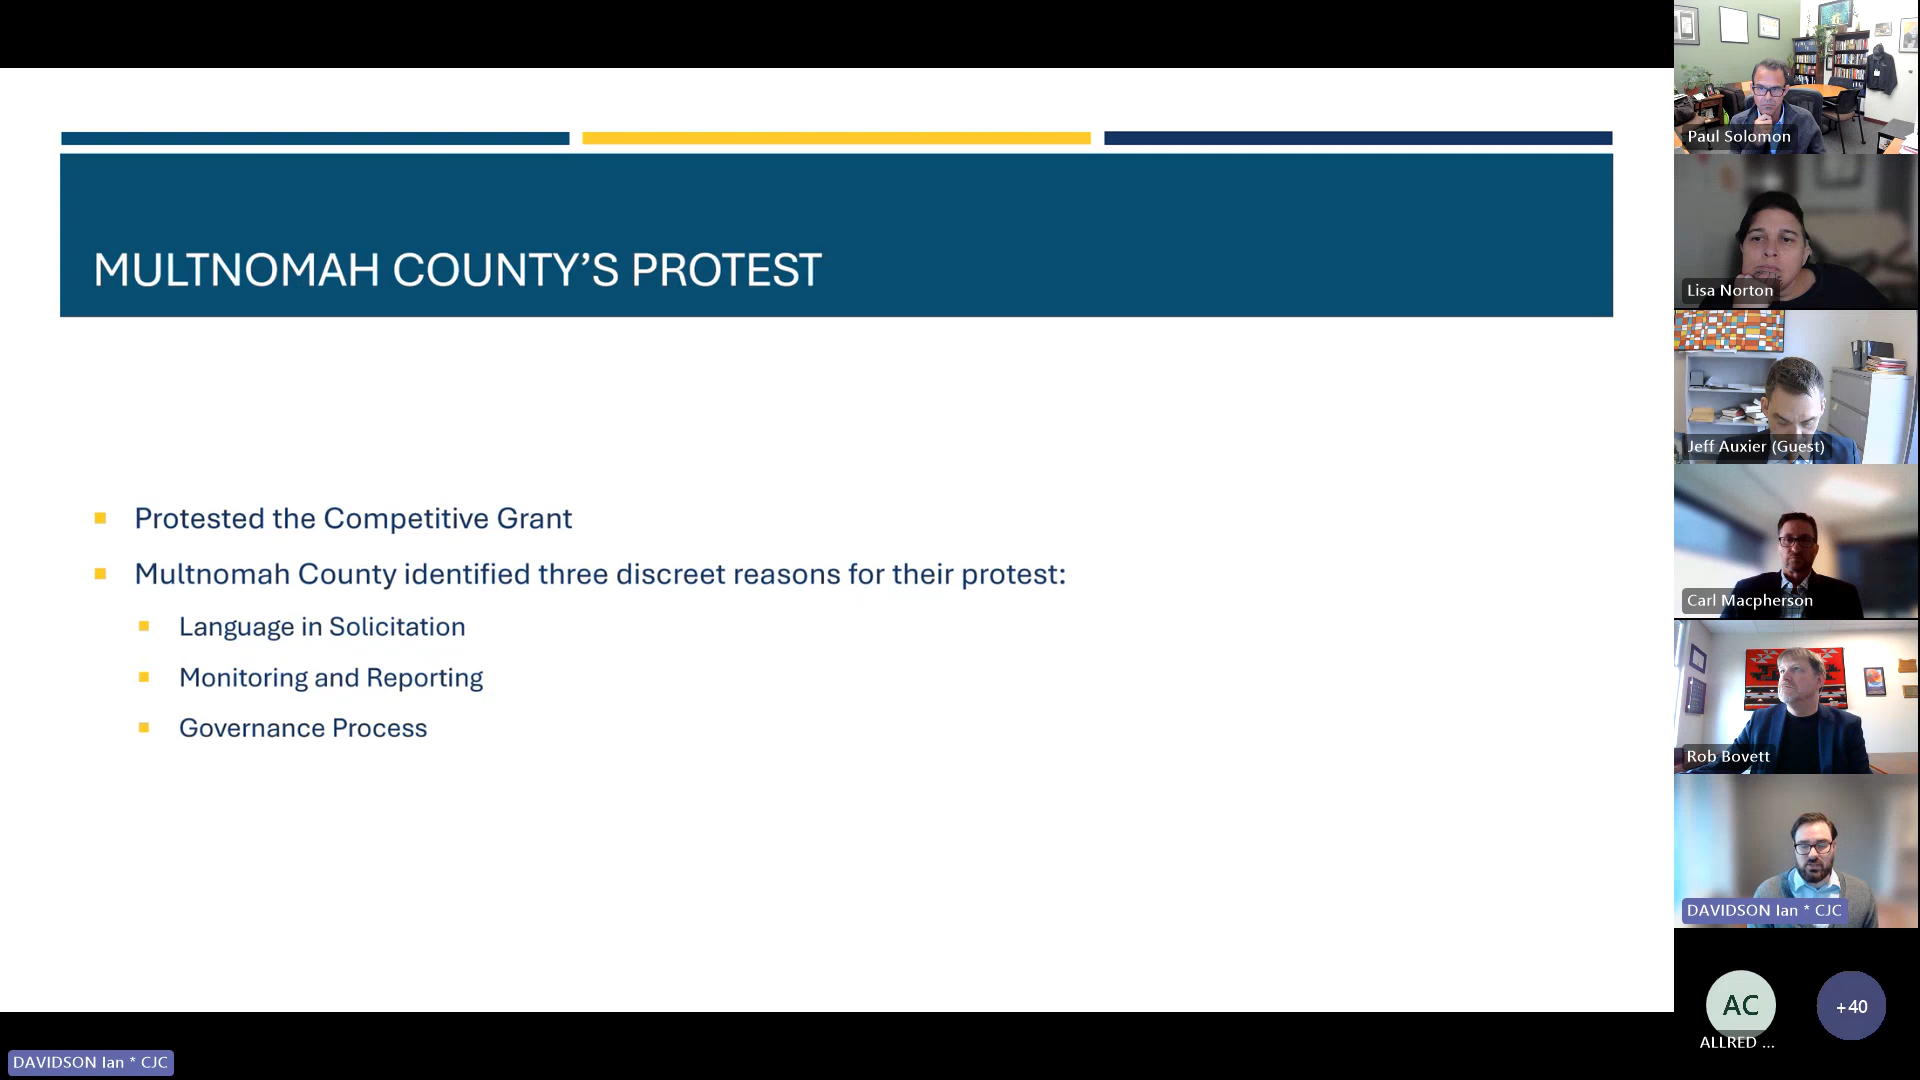 MULTNOMAH COUNTY’S PROTEST
Protested the Competitive Grant
Multnomah County identified three discreet reasons for their protest:
Language in Solicitation
Monitoring and Reporting
Governance Process
Paul Solomon
Lisa Norton
Jeff Auxier (Guest)
Carl Macpherson
Rob Bovett
DAVIDSON Ian * CJC
AC
+40
ALLRED ...
DAVIDSON Ian * CJC